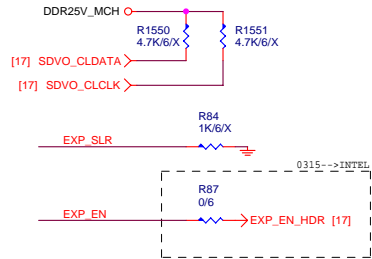 DDR25V_MCH
R1550 R1551
4.7K/6/X 4.7K/6/X
[17] SDVO_CLDATA
[17] SDVO_CLCLK
R84
1K/6/X
EXP_SLR
0315-->INTEL
R87
0/6
EXP_EN EXP_EN_HDR [17]